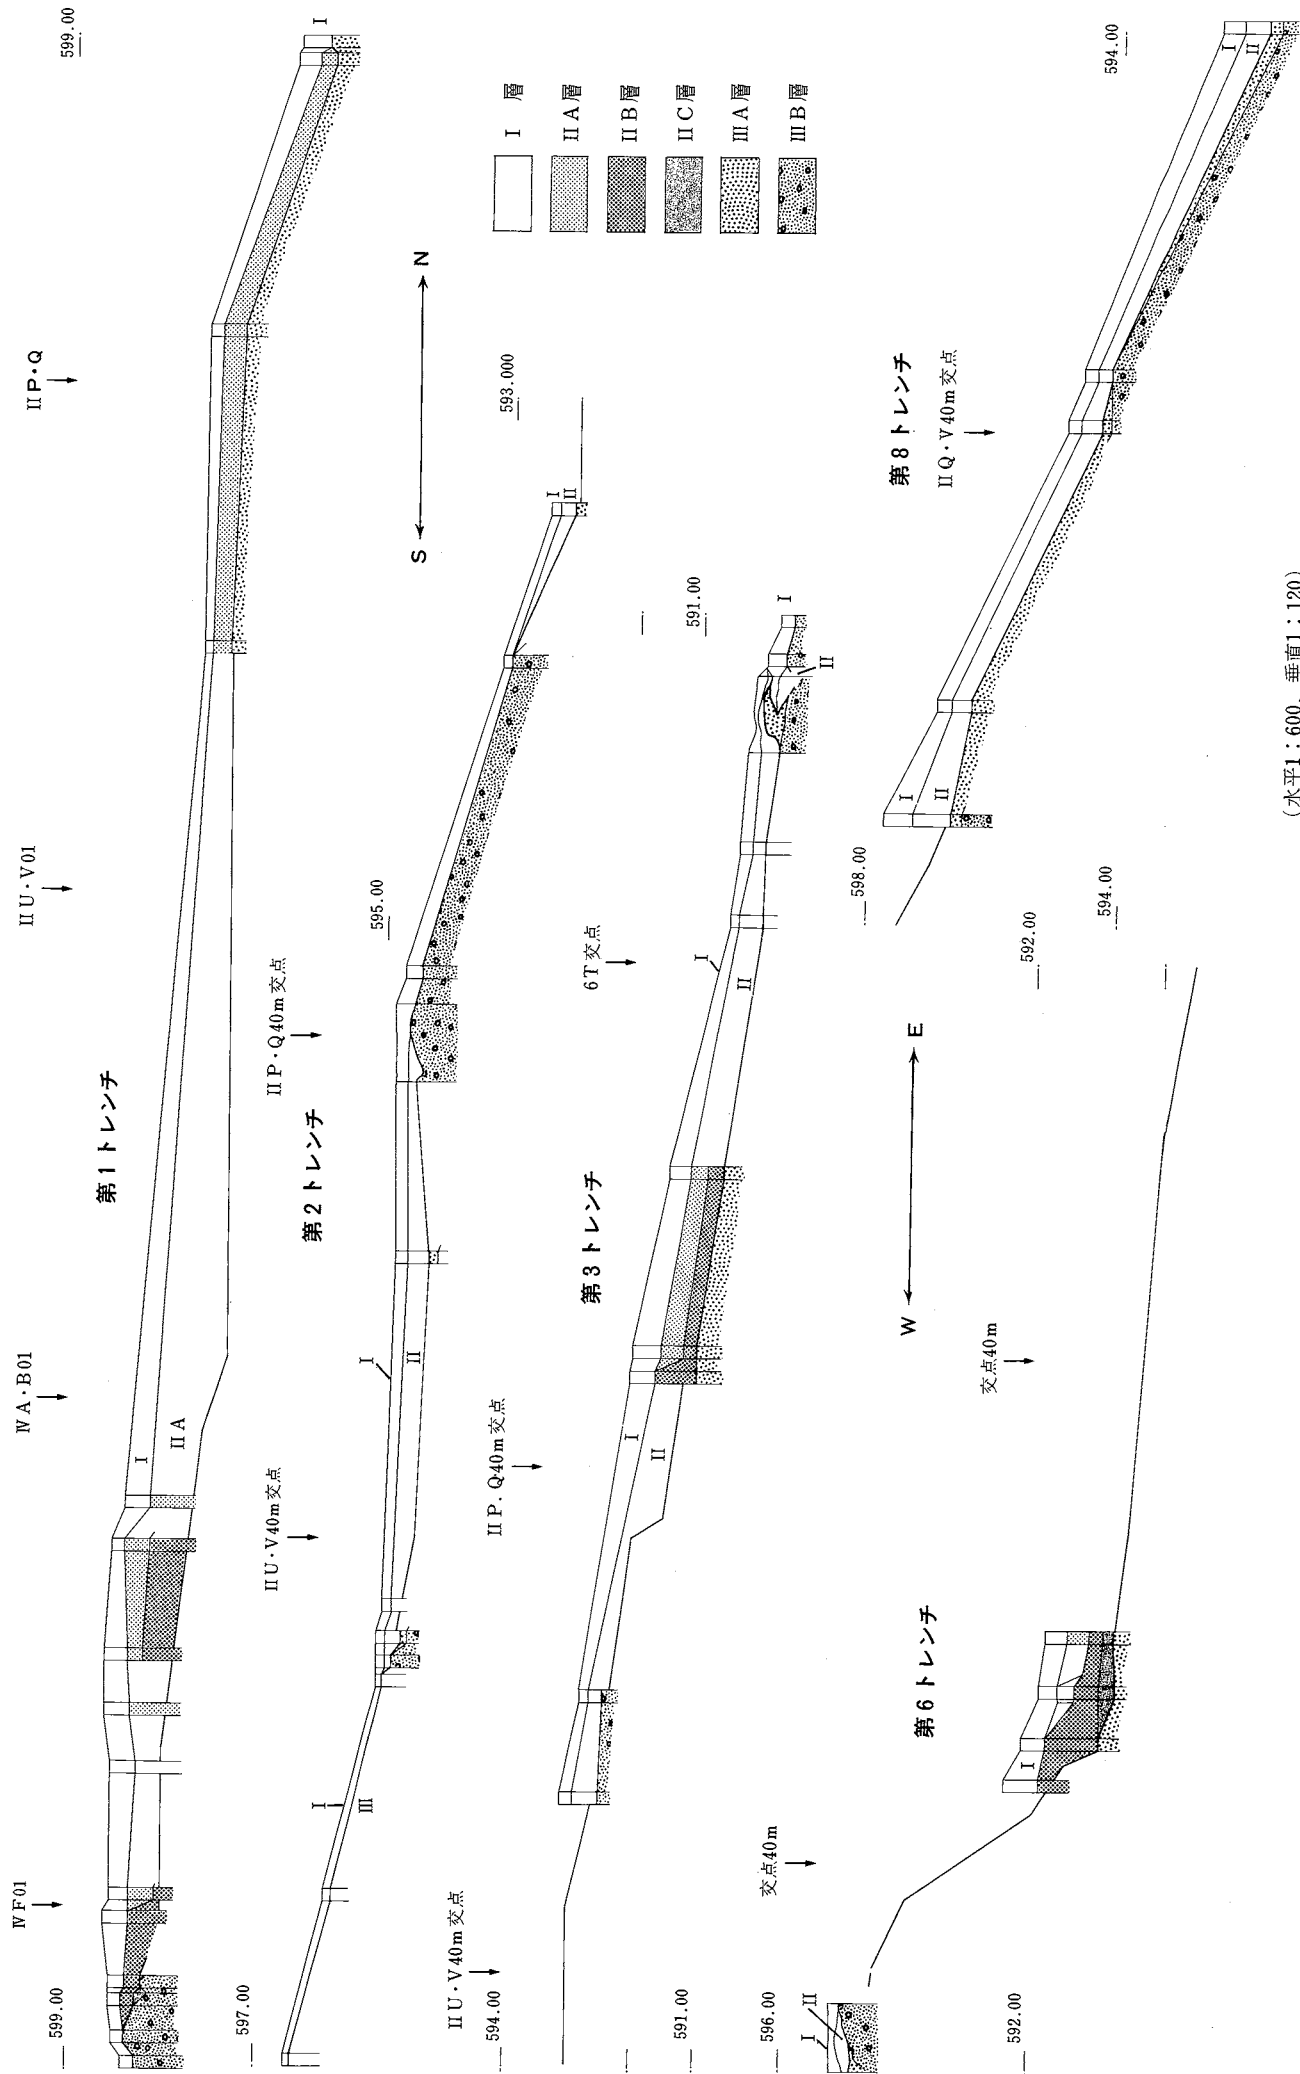 599.00
599.00
IVF01
IVA・B01
IIU・V01
IIP・Q
第1トレンチ
I
IIA
I
597.00
595.00
593.000
IIU・V40m交点
IIP・Q40m交点
第2トレンチ
I
III
I
II
I
II
S
N
I 層
IIA層
IIB層
IIC層
IIIA層
IIIB層
594.00
591.00
591.00
IIU・V40m交点
IIP.Q40m交点
6T交点
第3トレンチ
I
II
I
II
I
II
596.00
598.00
594.00
594.00
第8トレンチ
IIQ・V40m交点
I
II
I
II
W
E
592.00
592.00
交点40m
交点40m
第6トレンチ
I
II
I
(水平1:600, 垂直1:120)